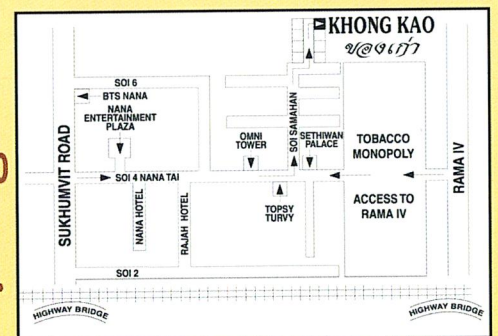 KHONG KAO
ของเก่า
SOI 6
BTS NANA
NANA
ENTERTAINMENT
PLAZA
SUKHUMVIT ROAD
OMNI
TOWER
SOI SAMAHAN
SETHIWAN
PALACE
TOBACCO
MONOPOLY
RAMA IV
SOI 4 NANA TAI
NANA HOTEL
RAJAH HOTEL
TOPSY
TURVY
ACCESS TO
RAMA IV
SOI 2
HIGHWAY BRIDGE
HIGHWAY BRIDGE